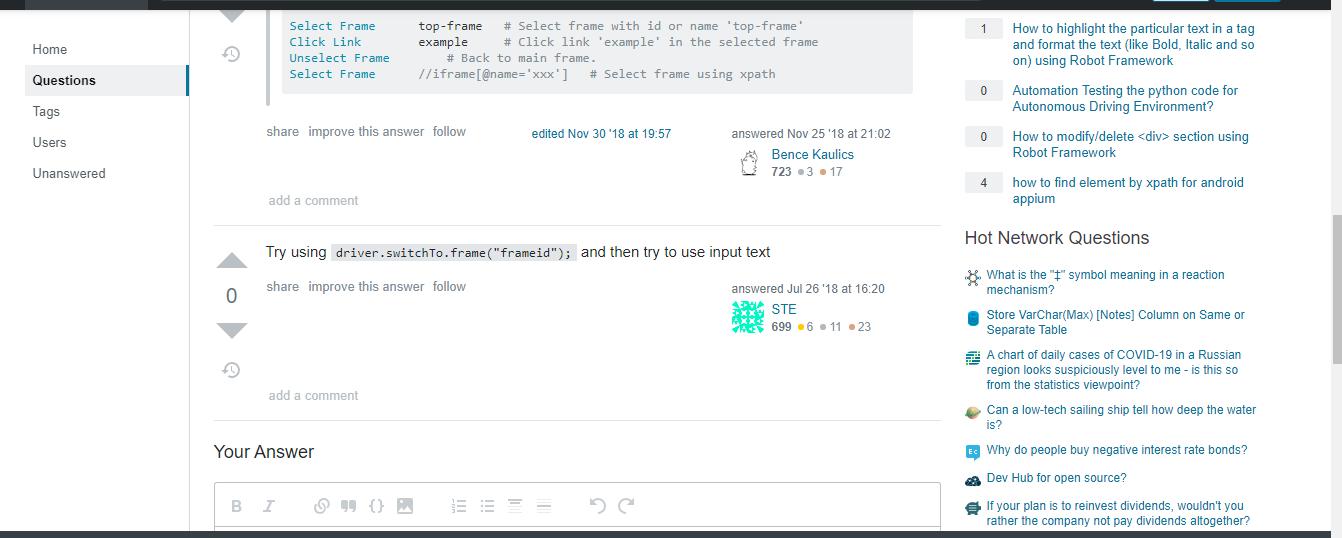 Home
Questions
Tags
Users
Unanswered
Select Frame top-frame # Select frame with id or name 'top-frame'
Click Link example # Click link 'example' in the selected frame
Unselect Frame # Back to main frame.
Select Frame //iframe[@name='xxx'] # Select frame using xpath
share improve this answer follow
edited Nov 30 '18 at 19:57
answered Nov 25 '18 at 21:02
Bence Kaulics
723 3 17
add a comment
Try using driver.switchTo.frame("frameid"); and then try to use input text
0
share improve this answer follow
answered Jul 26 '18 at 16:20
STE
699 6 11 23
add a comment
Your Answer
B I
1 How to highlight the particular text in a tag
and format the text (like Bold, Italic and so
on) using Robot Framework
0 Automation Testing the python code for
Autonomous Driving Environment?
0 How to modify/delete <div> section using
Robot Framework
4 how to find element by xpath for android
appium
Hot Network Questions
What is the "‡" symbol meaning in a reaction
mechanism?
Store VarChar(Max) [Notes] Column on Same or
Separate Table
A chart of daily cases of COVID-19 in a Russian
region looks suspiciously level to me - is this so
from the statistics viewpoint?
Can a low-tech sailing ship tell how deep the water
is?
Ec Why do people buy negative interest rate bonds?
Dev Hub for open source?
If your plan is to reinvest dividends, wouldn't you
rather the company not pay dividends altogether?